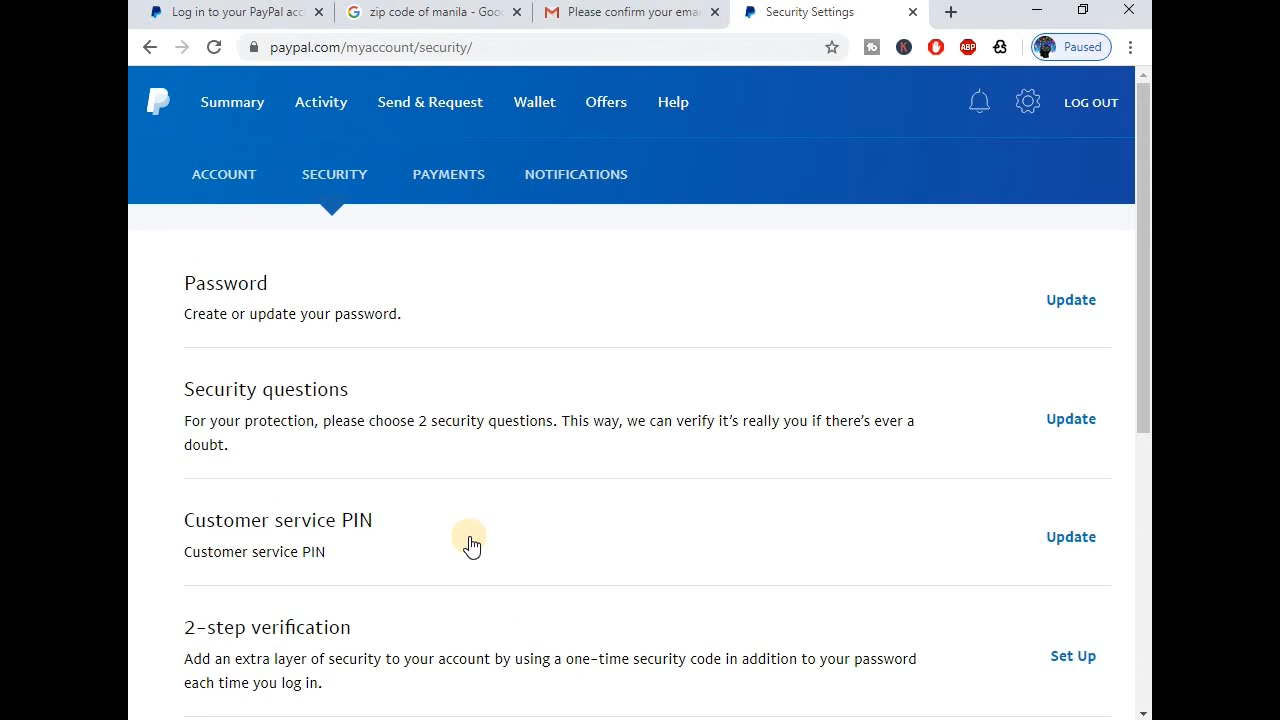 Log in to your PayPal acc
zip code of manila - Goo
Please confirm your emai
Security Settings
paypal.com/myaccount/security/
tb
K
ABP
Paused
Summary
Activity
Send & Request
Wallet
Offers
Help
LOG OUT
ACCOUNT
SECURITY
PAYMENTS
NOTIFICATIONS
Password
Create or update your password.
Update
Security questions
For your protection, please choose 2 security questions. This way, we can verify it’s really you if there’s ever a
doubt.
Update
Customer service PIN
Customer service PIN
Update
2-step verification
Add an extra layer of security to your account by using a one-time security code in addition to your password
each time you log in.
Set Up